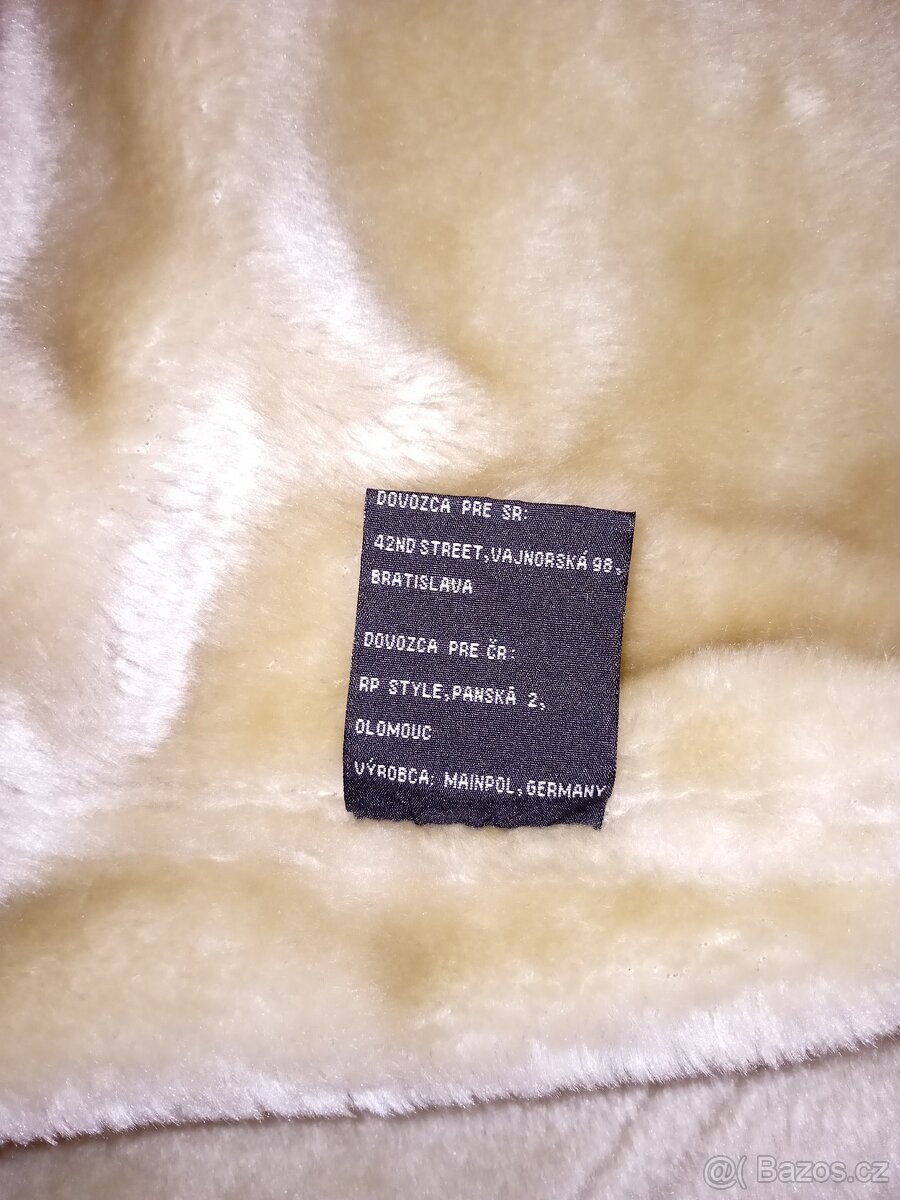 DOVOZCA PRE SR:
42ND STREET,VAJNORSKÁ 98,
BRATISLAVA
DOVOZCA PRE ČR:
RP STYLE,PANSKÁ 2,
OLOMOUC
VÝROBCA: MAINPOL,GERMANY
@( Bazos.cz